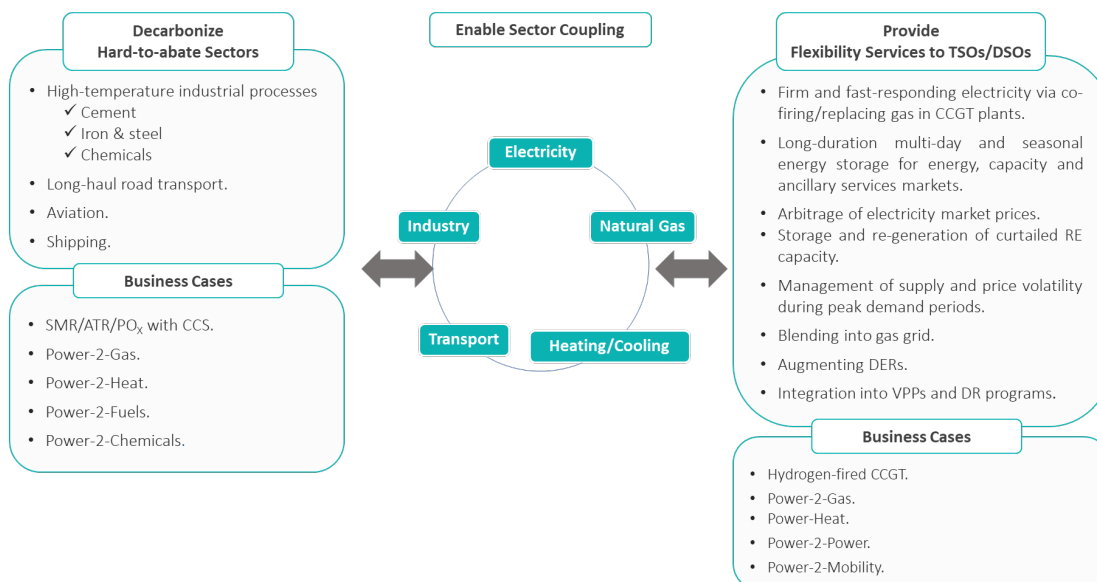 Decarbonize
Hard-to-abate Sectors
• High-temperature industrial processes
✓ Cement
✓ Iron & steel
✓ Chemicals
• Long-haul road transport.
• Aviation.
• Shipping.
Business Cases
• SMR/ATR/POX with CCS.
• Power-2-Gas.
• Power-2-Heat.
• Power-2-Fuels.
• Power-2-Chemicals.
Enable Sector Coupling
Electricity
Industry
Natural Gas
Transport
Heating/Cooling
Provide
Flexibility Services to TSOs/DSOs
• Firm and fast-responding electricity via co-
firing/replacing gas in CCGT plants.
• Long-duration multi-day and seasonal
energy storage for energy, capacity and
ancillary services markets.
• Arbitrage of electricity market prices.
• Storage and re-generation of curtailed RE
capacity.
• Management of supply and price volatility
during peak demand periods.
• Blending into gas grid.
• Augmenting DERs.
• Integration into VPPs and DR programs.
Business Cases
• Hydrogen-fired CCGT.
• Power-2-Gas.
• Power-Heat.
• Power-2-Power.
• Power-2-Mobility.